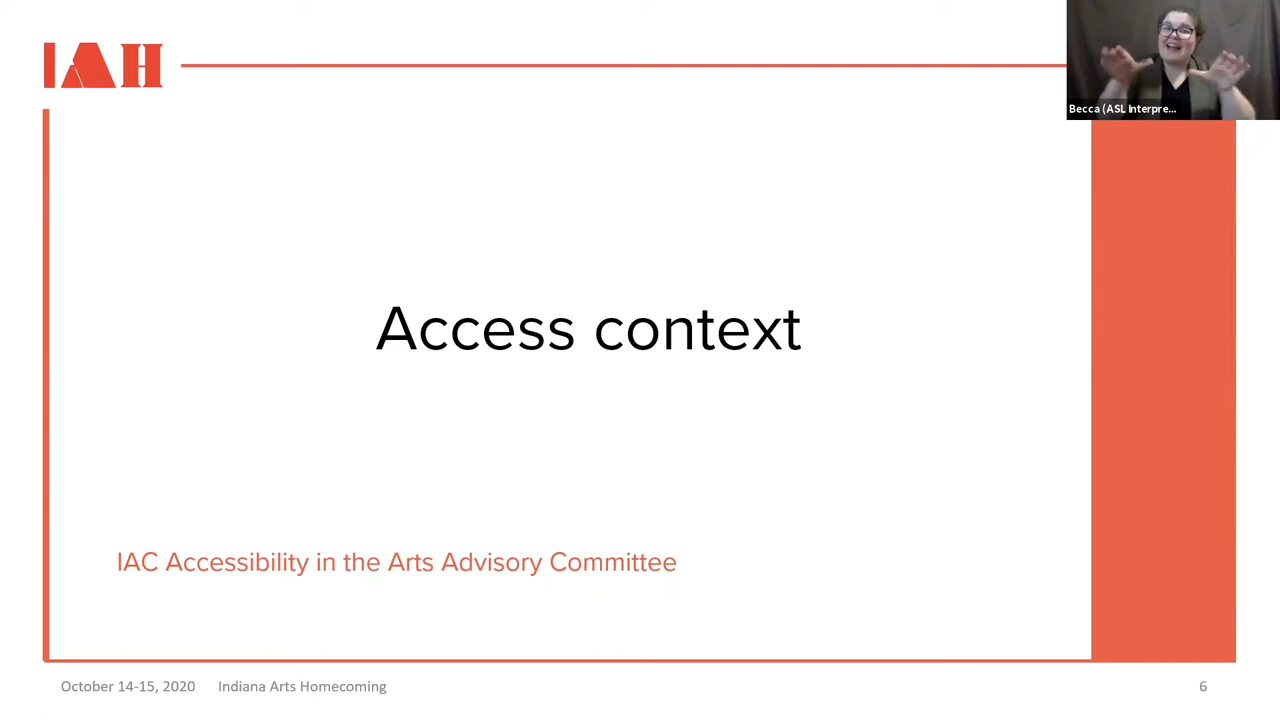 IAH
Becca (ASL Interpre...
Access context
IAC Accessibility in the Arts Advisory Committee
October 14-15, 2020 Indiana Arts Homecoming 6